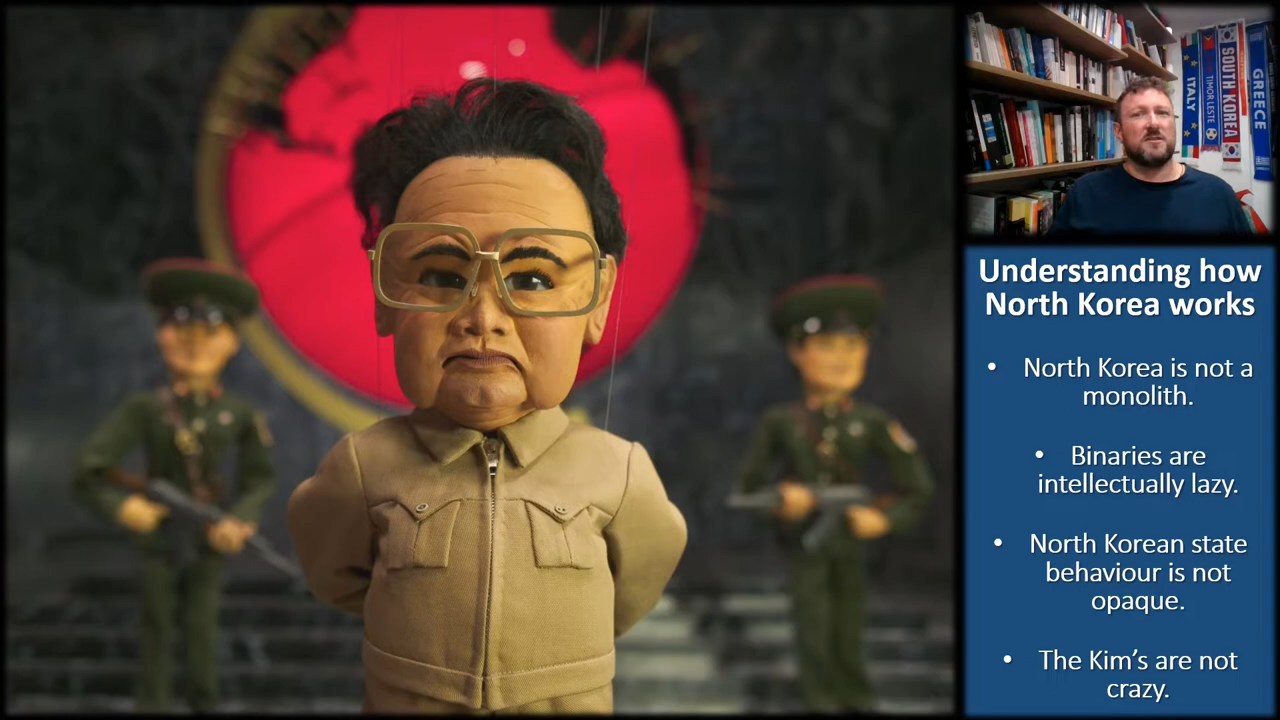 ITALY
TIMOR LESTE
SOUTH KOREA
GREECE
Understanding how
North Korea works
• North Korea is not a
monolith.
• Binaries are
intellectually lazy.
• North Korean state
behaviour is not
opaque.
• The Kim's are not
crazy.